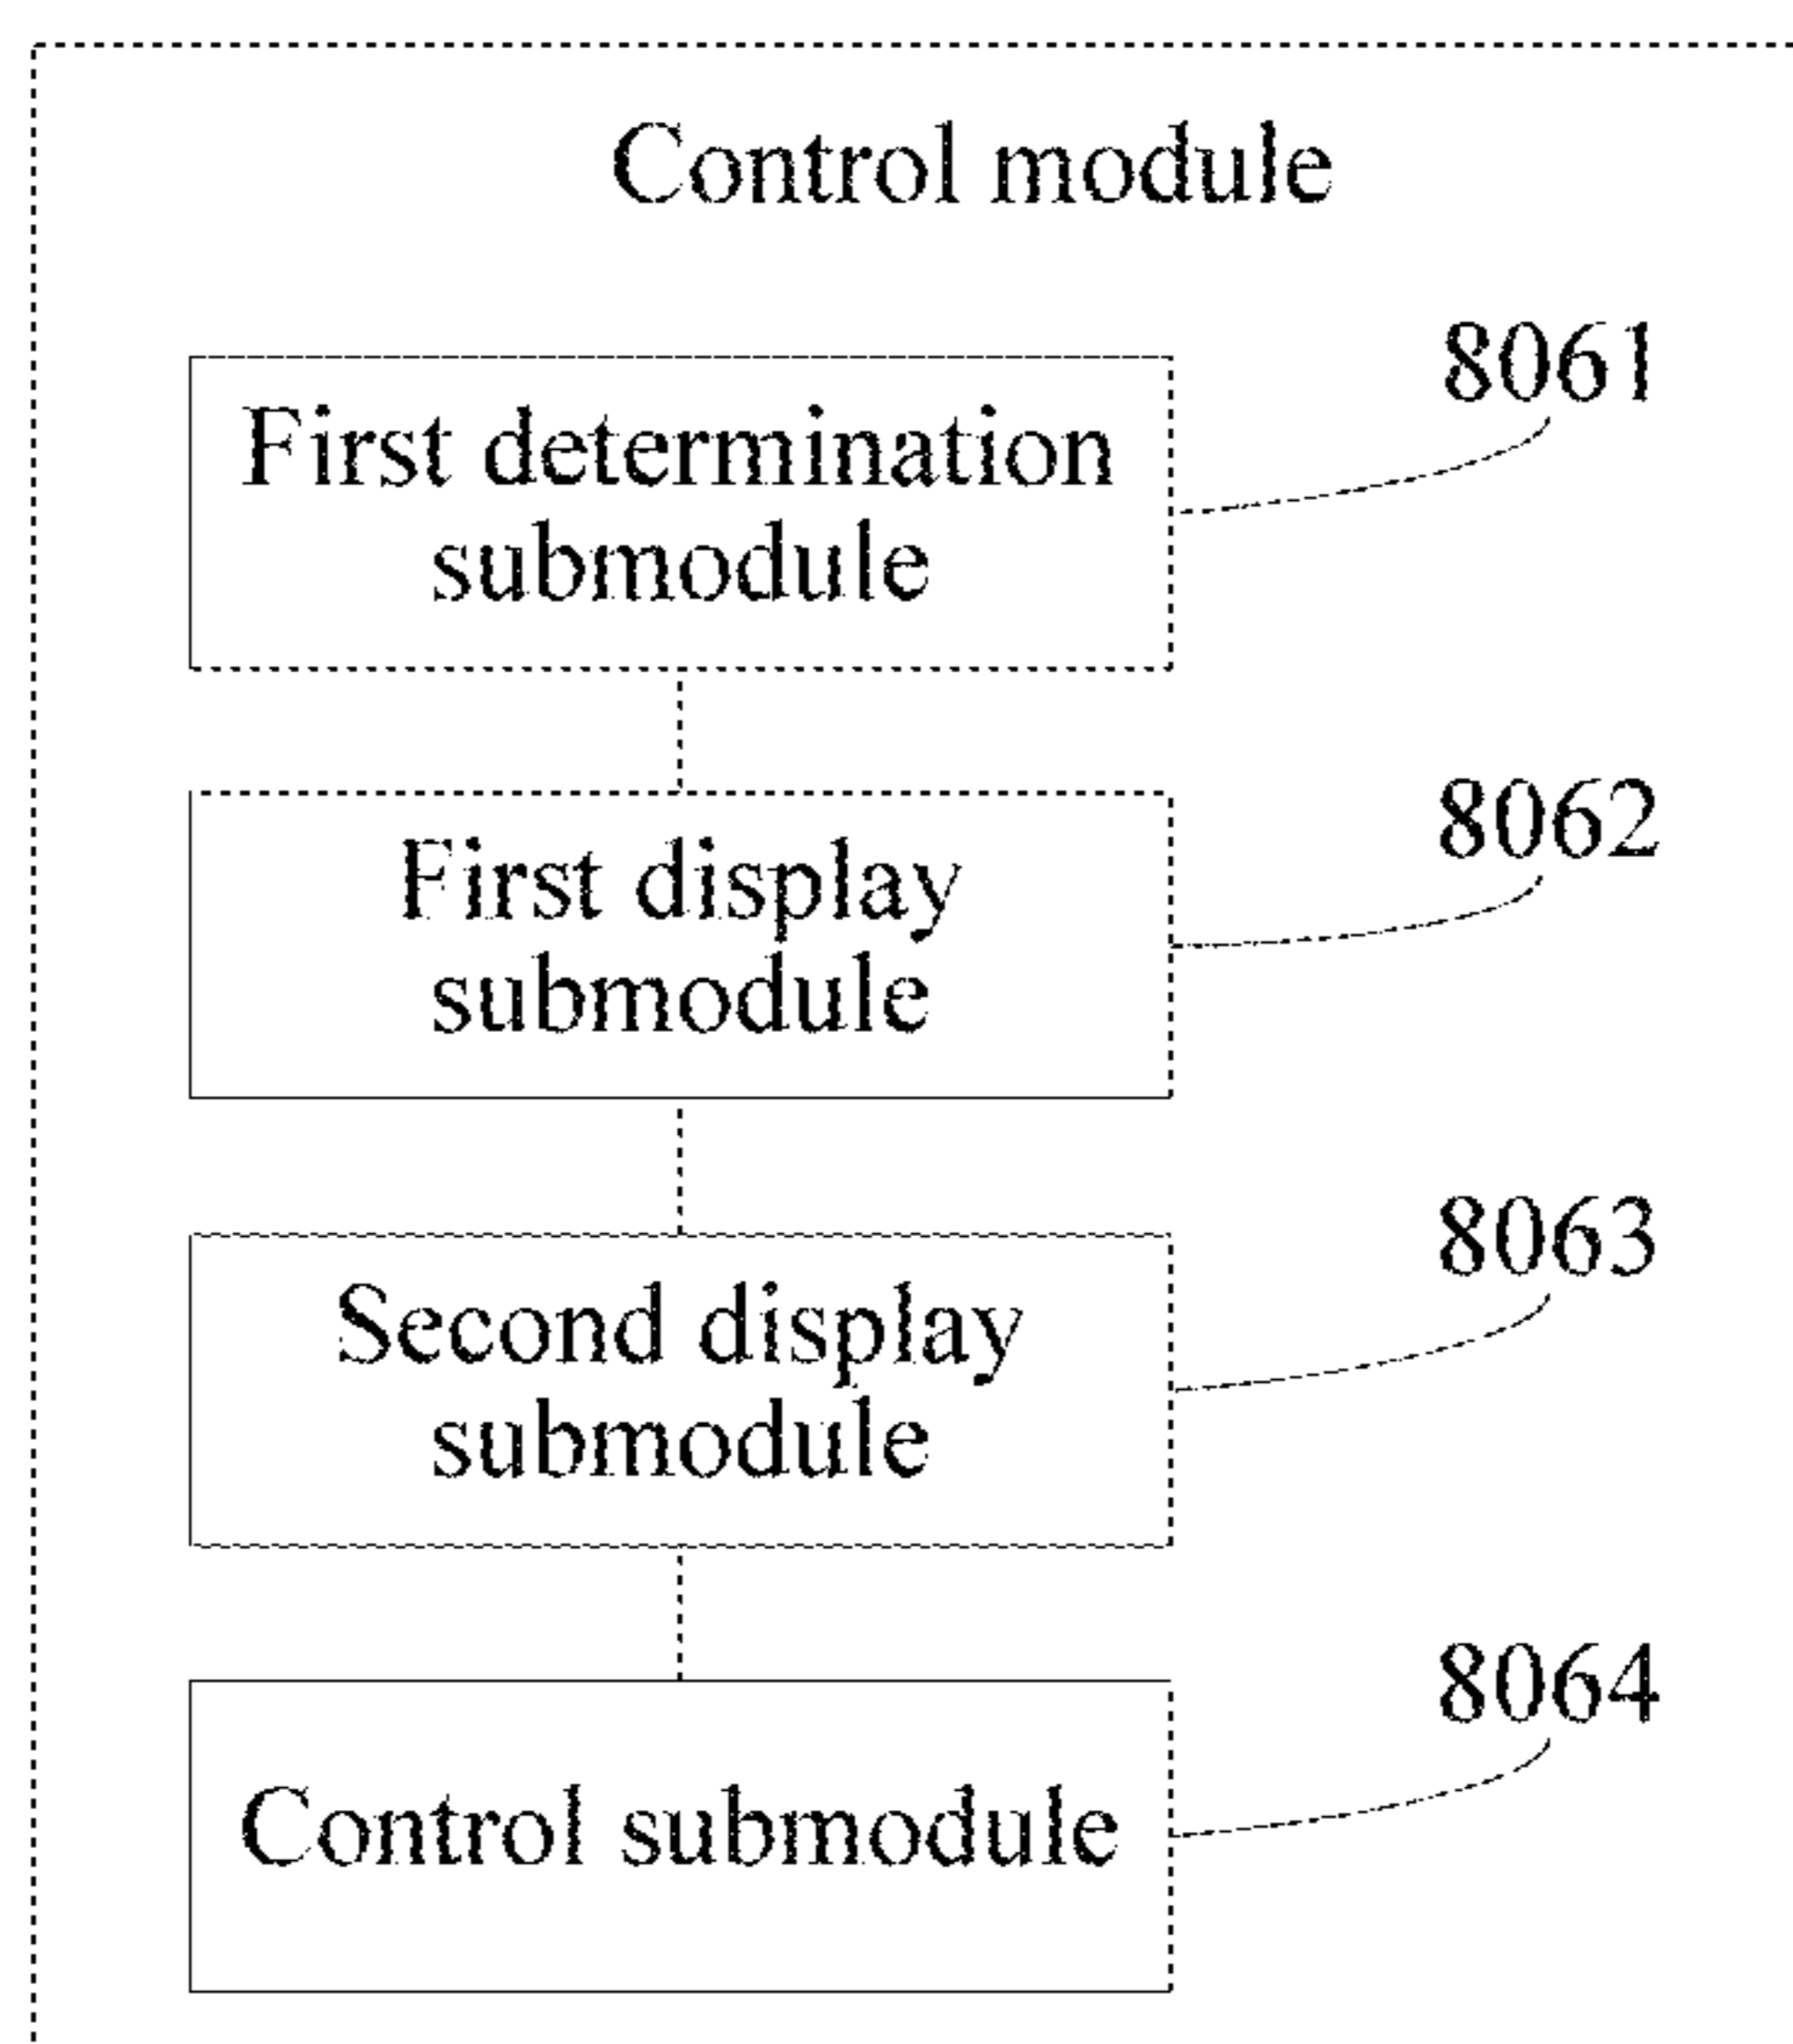 Control module
8061
First determination
submodule
8062
First display
submodule
8063
Second display
submodule
8064
Control submodule